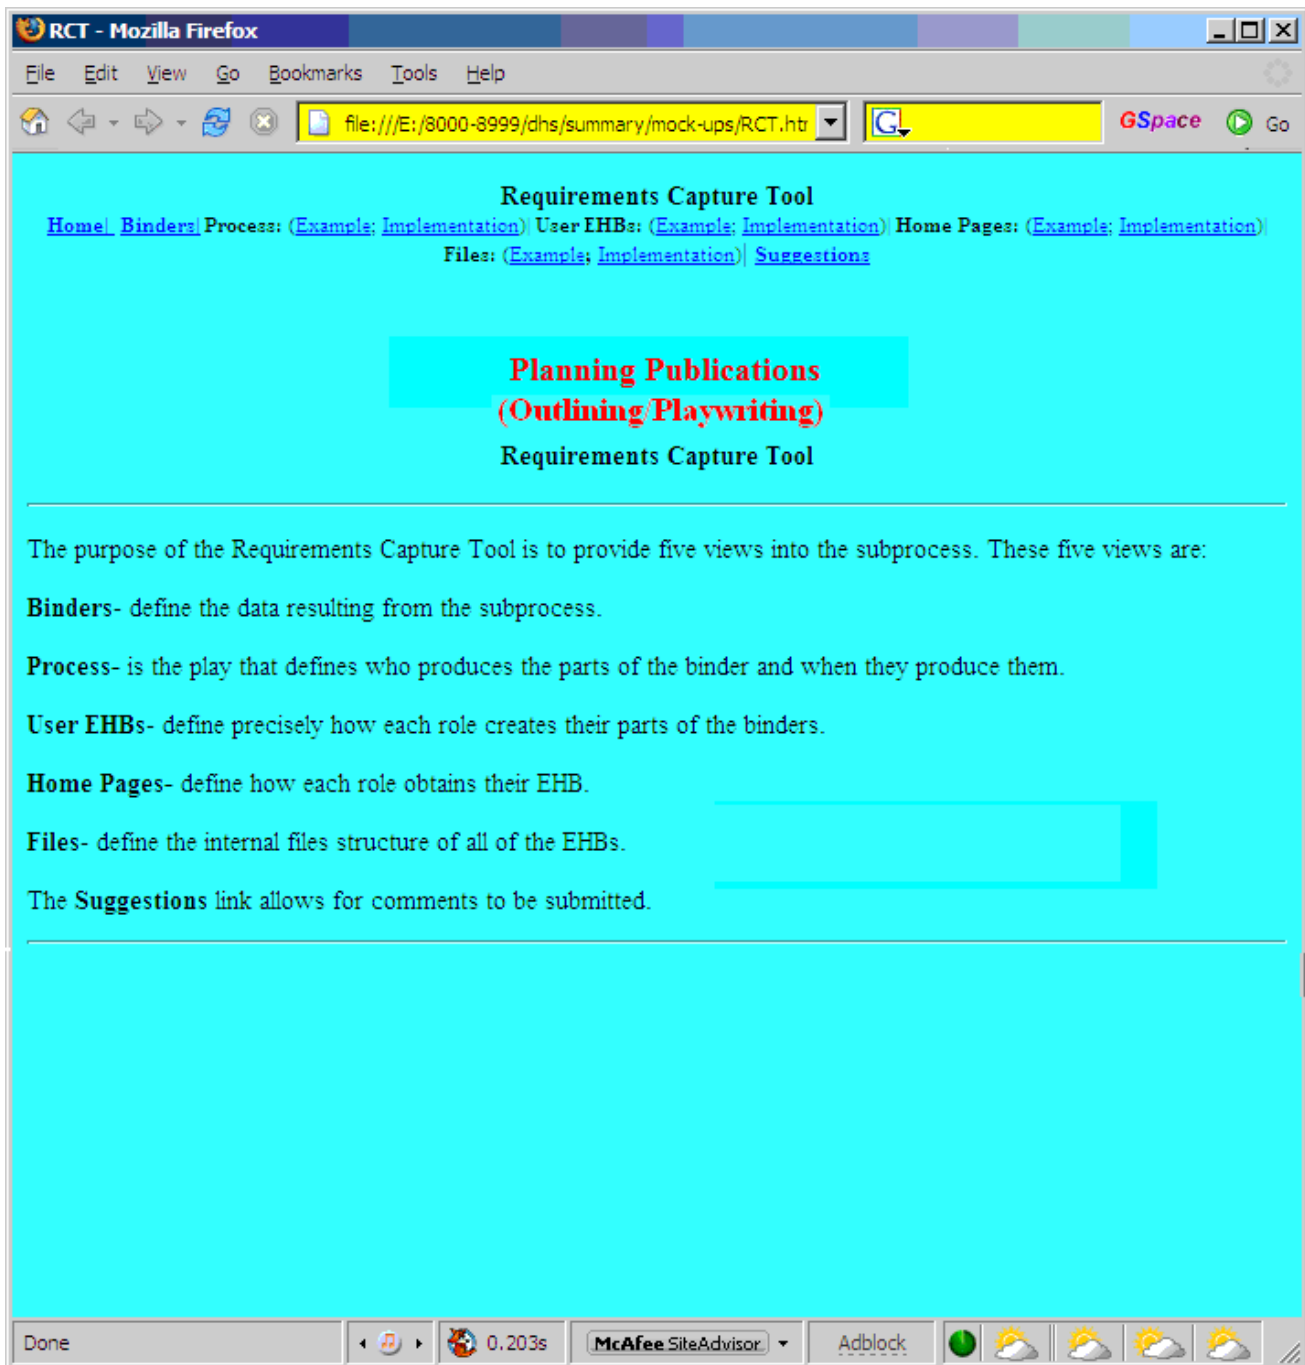 RCT - Mozilla Firefox
File Edit View Go Bookmarks Tools Help
file:///E:/8000-8999/dhs/summary/mock-ups/RCT.htr G GSpace Go
Requirements Capture Tool
Home| Binders| Process: (Example; Implementation)| User EHBs: (Example; Implementation)| Home Pages: (Example; Implementation)|
Files: (Example; Implementation)| Suggestions
Planning Publications
(Outlining/Playwriting)
Requirements Capture Tool
The purpose of the Requirements Capture Tool is to provide five views into the subprocess. These five views are:
Binders- define the data resulting from the subprocess.
Process- is the play that defines who produces the parts of the binder and when they produce them.
User EHBs- define precisely how each role creates their parts of the binders.
Home Pages- define how each role obtains their EHB.
Files- define the internal files structure of all of the EHBs.
The Suggestions link allows for comments to be submitted.
Done 0.203s McAfee SiteAdvisor Adblock